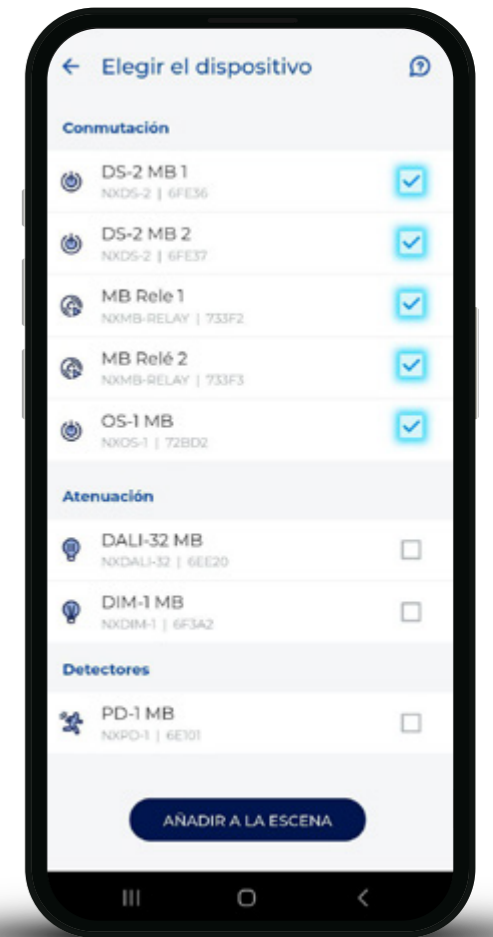 Elegir el dispositivo
Conmutación
DS-2 MB 1
NXDS-2 | 6FE36
DS-2 MB 2
NXDS-2 | 6FE37
MB Rele 1
NXMB-RELAY | 733F2
MB Relé 2
NXMB-RELAY | 733F3
OS-1 MB
NXOS-1 | 72BD2
Atenuación
DALI-32 MB
NXDALI-32 | 6EE20
DIM-1 MB
NXDIM-1 | 6F3A2
Detectores
PD-1 MB
NXPD-1 | 6E101
AÑADIR A LA ESCENA